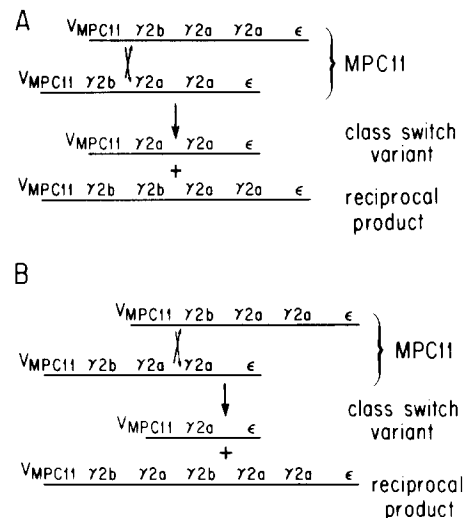 A
VMPC11 γ2b γ2a γ2a ϵ
VMPC11 γ2b γ2a γ2a ϵ
MPC11
VMPC11 γ2a γ2a ϵ
class switch
variant
+
VMPC11 γ2b γ2b γ2a γ2a ϵ
reciprocal
product
B
VMPC11 γ2b γ2a γ2a ϵ
VMPC11 γ2b γ2a γ2a ϵ
MPC11
VMPC11 γ2a ϵ
class switch
variant
+
VMPC11 γ2b γ2a γ2b γ2a γ2a ϵ
reciprocal
product